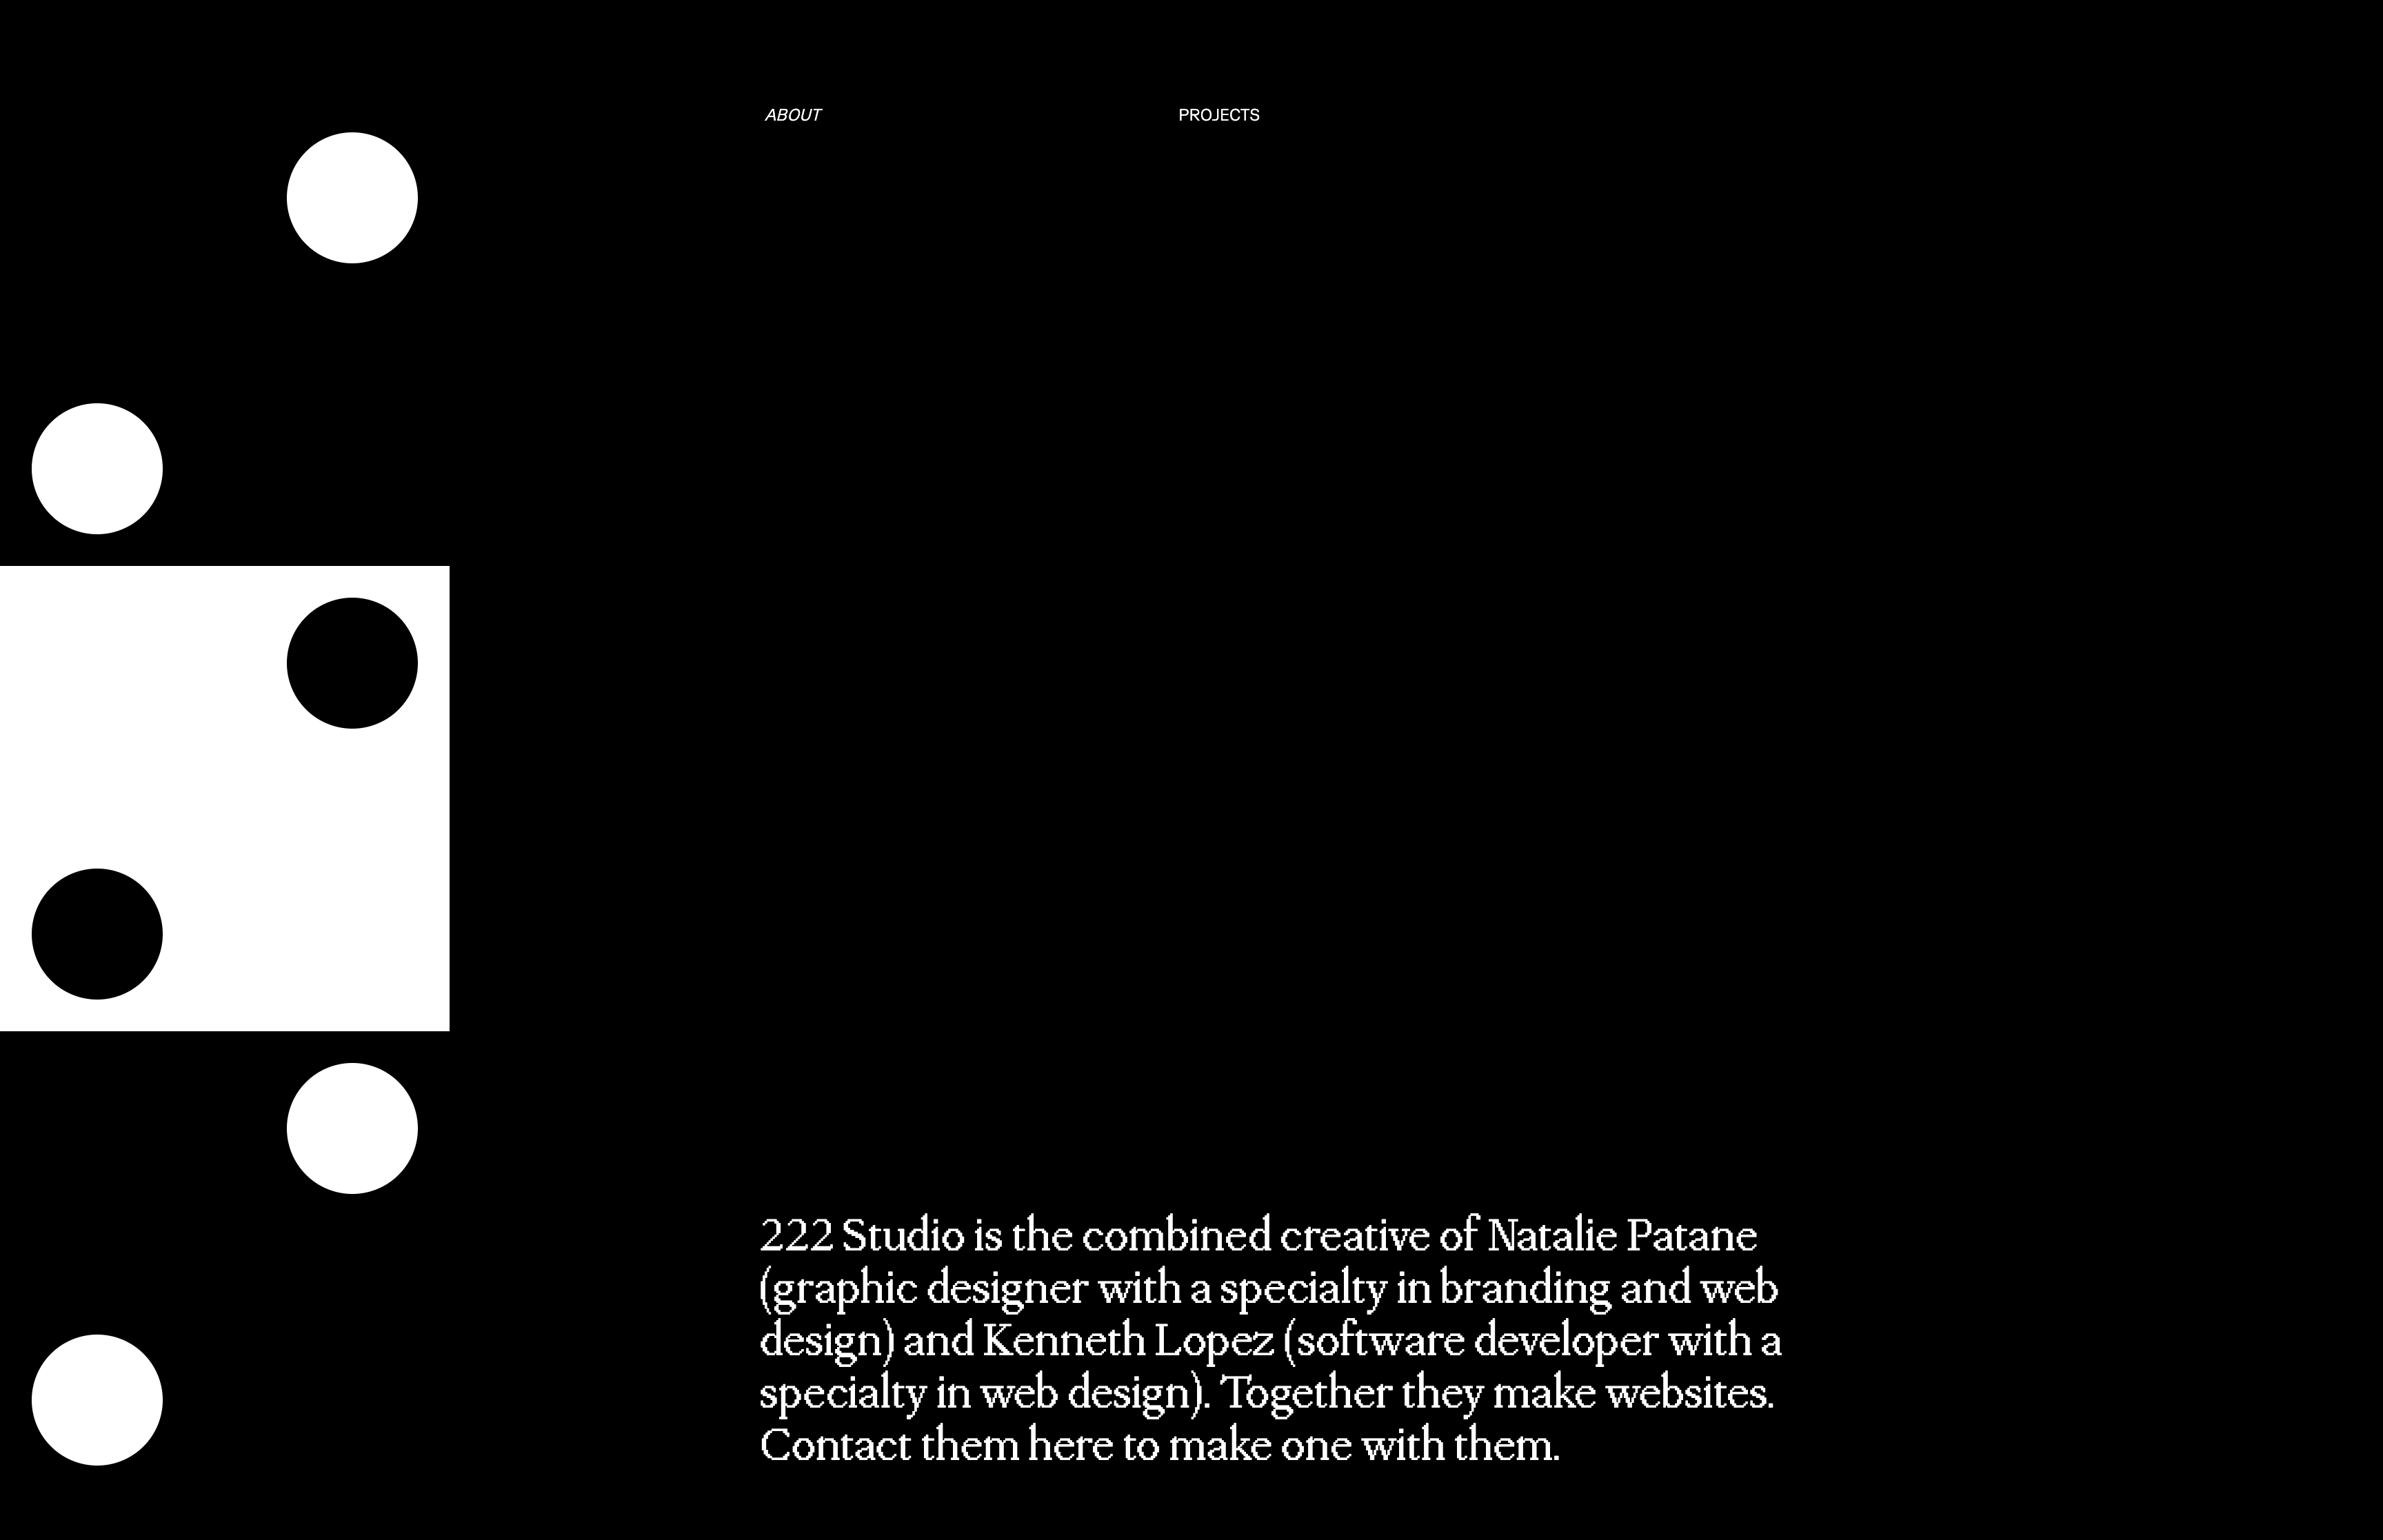 ABOUT
PROJECTS
222 Studio is the combined creative of Natalie Patane
(graphic designer with a specialty in branding and web
design) and Kenneth Lopez (software developer with a
specialty in web design). Together they make websites.
Contact them here to make one with them.